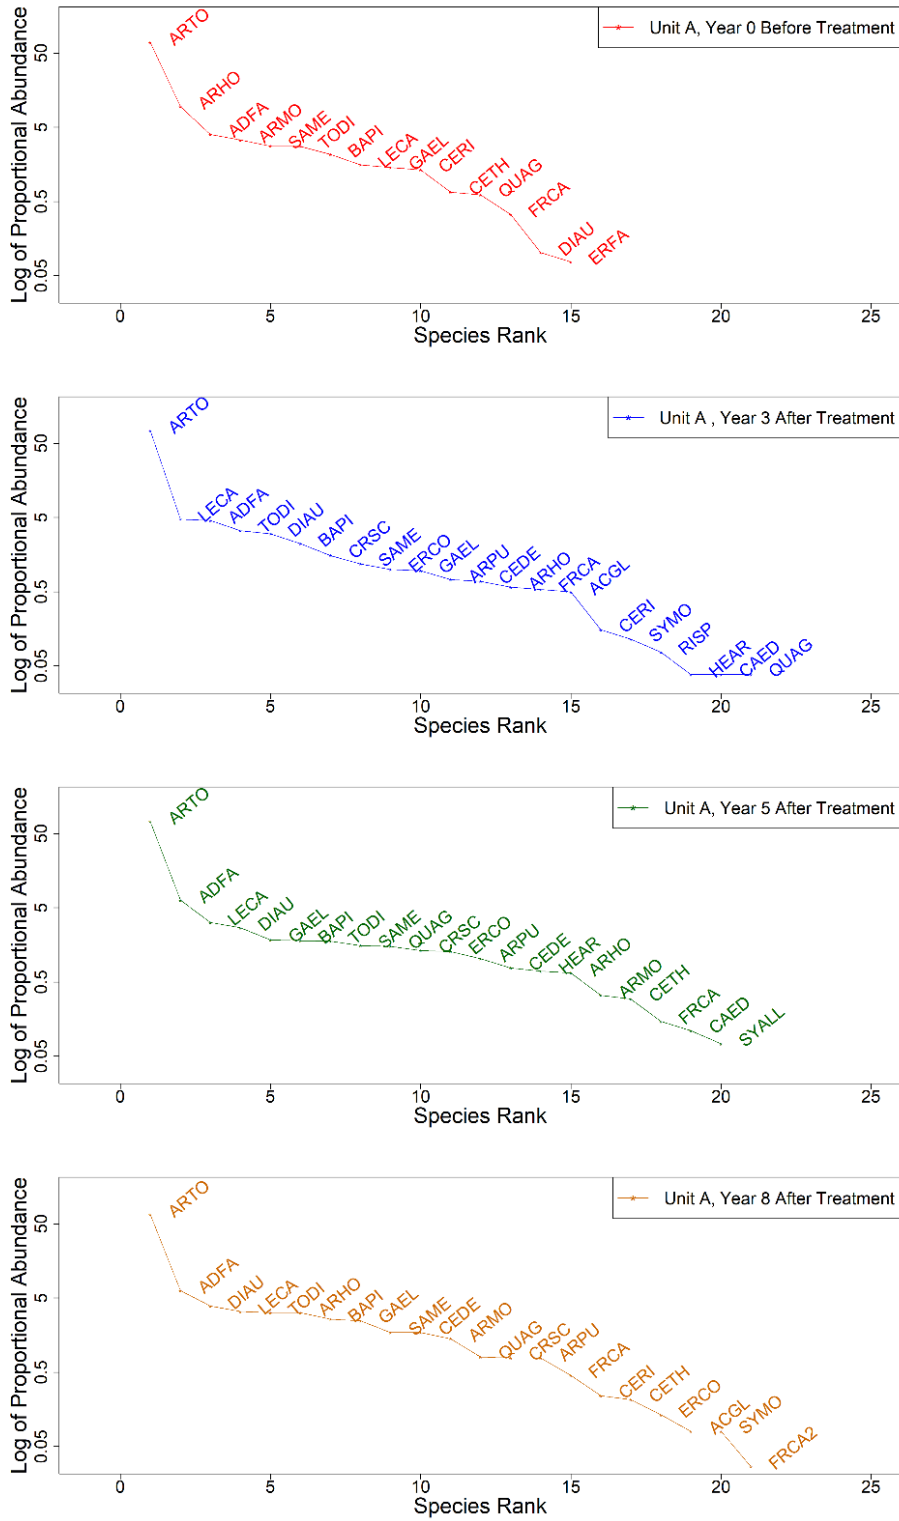 Unit A, Year 0 Before Treatment
Log of Proportional Abundance
50
5
0.5
0.05
ARTO
ARHO
ADFA
ARMO
SAME
TODI
BAPI
LECA
GAEL
CERI
CETH
QUAG
FRCA
DIAU
ERFA
0 5 10 15 20 25
Species Rank
Unit A , Year 3 After Treatment
Log of Proportional Abundance
50
5
0.5
0.05
ARTO
LECA
ADFA
TODI
DIAU
BAPI
CRSC
SAME
ERCO
GAEL
ARPU
CEDE
ARHO
FRCA
ACGL
CERI
SYMO
RISP
HEAR
CAED
QUAG
0 5 10 15 20 25
Species Rank
Unit A, Year 5 After Treatment
Log of Proportional Abundance
50
5
0.5
0.05
ARTO
ADFA
LECA
DIAU
GAEL
BAPI
TODI
SAME
QUAG
CRSC
ERCO
ARPU
CEDE
HEAR
ARHO
ARMO
CETH
FRCA
CAED
SYALL
0 5 10 15 20 25
Species Rank
Unit A, Year 8 After Treatment
Log of Proportional Abundance
50
5
0.5
0.05
ARTO
ADFA
DIAU
LECA
TODI
ARHO
BAPI
GAEL
SAME
CEDE
ARMO
QUAG
CRSC
ARPU
FRCA
CERI
CETH
ERCO
ACGL
SYMO
FRCA2
0 5 10 15 20 25
Species Rank